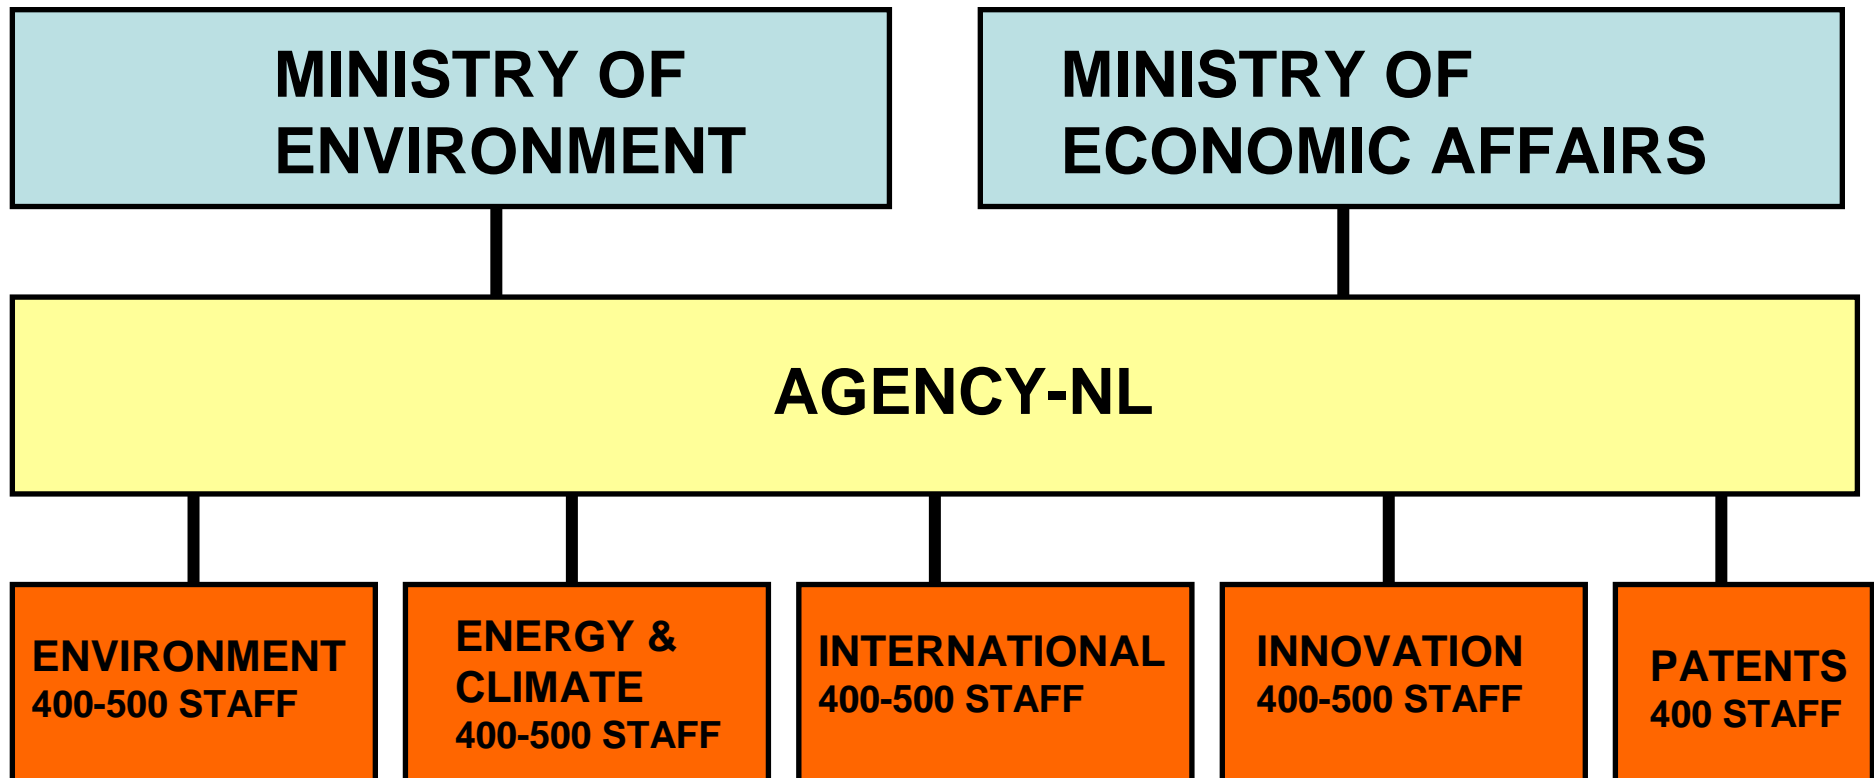 MINISTRY OF
ENVIRONMENT
MINISTRY OF
ECONOMIC AFFAIRS
AGENCY-NL
ENVIRONMENT
400-500 STAFF
ENERGY &
CLIMATE
400-500 STAFF
INTERNATIONAL
400-500 STAFF
INNOVATION
400-500 STAFF
PATENTS
400 STAFF